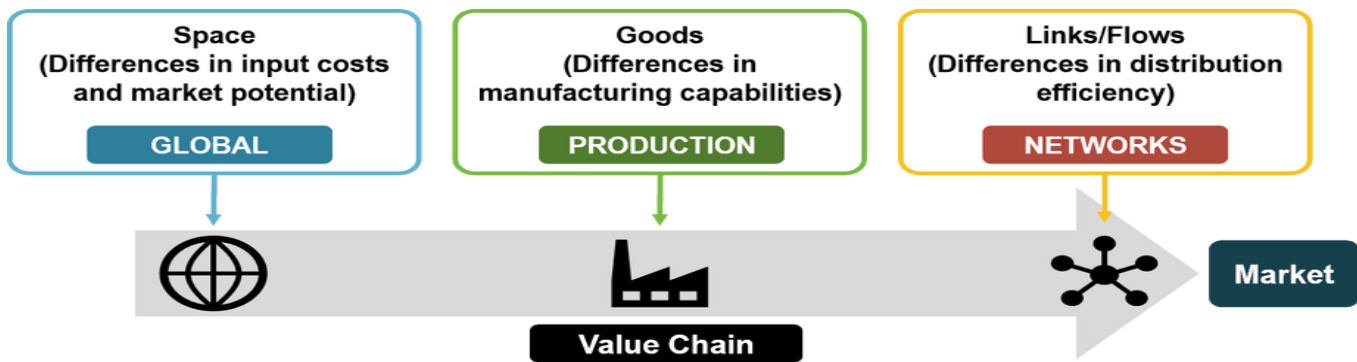 Space
(Differences in input costs
and market potential)
GLOBAL
Goods
(Differences in
manufacturing capabilities)
PRODUCTION
Links/Flows
(Differences in distribution
efficiency)
NETWORKS
Market
Value Chain